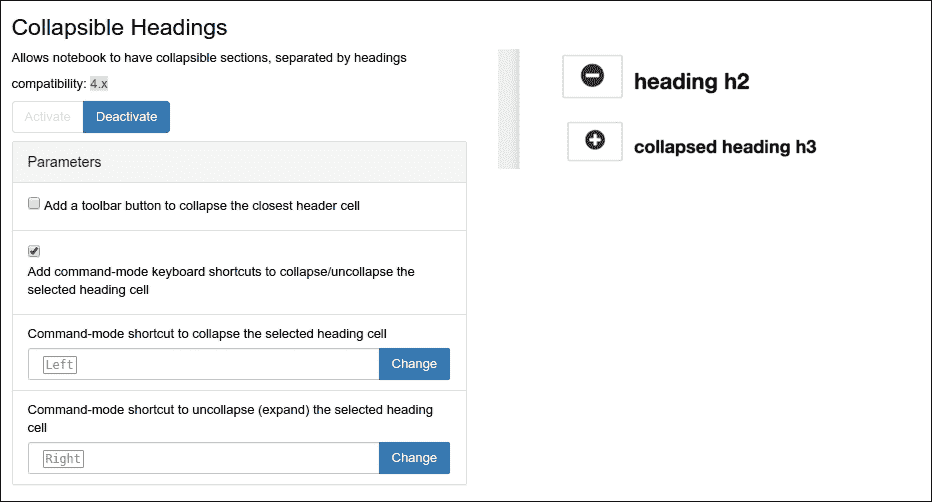 Collapsible Headings
Allows notebook to have collapsible sections, separated by headings
compatibility: 4.x
Activate Deactivate
Parameters
Add a toolbar button to collapse the closest header cell
Add command-mode keyboard shortcuts to collapse/uncollapse the
selected heading cell
Command-mode shortcut to collapse the selected heading cell
Left Change
Command-mode shortcut to uncollapse (expand) the selected heading
cell
Right Change
heading h2
collapsed heading h3